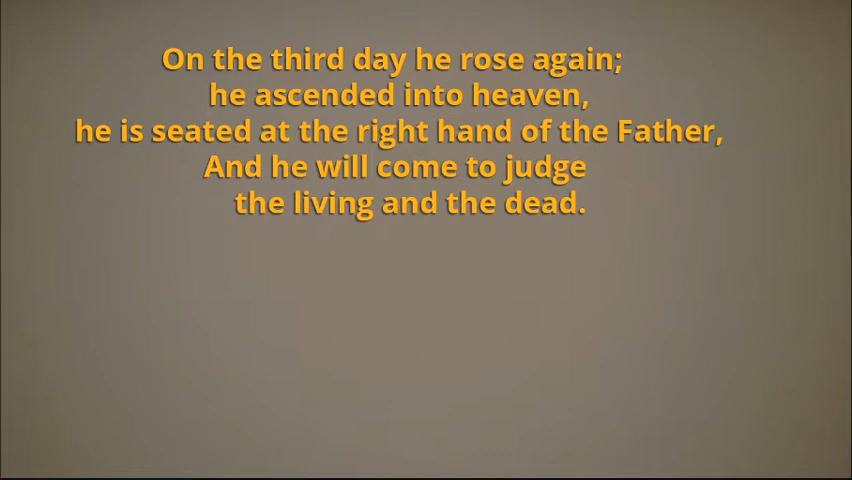 On the third day he rose again;
he ascended into heaven,
he is seated at the right hand of the Father,
And he will come to judge
the living and the dead.